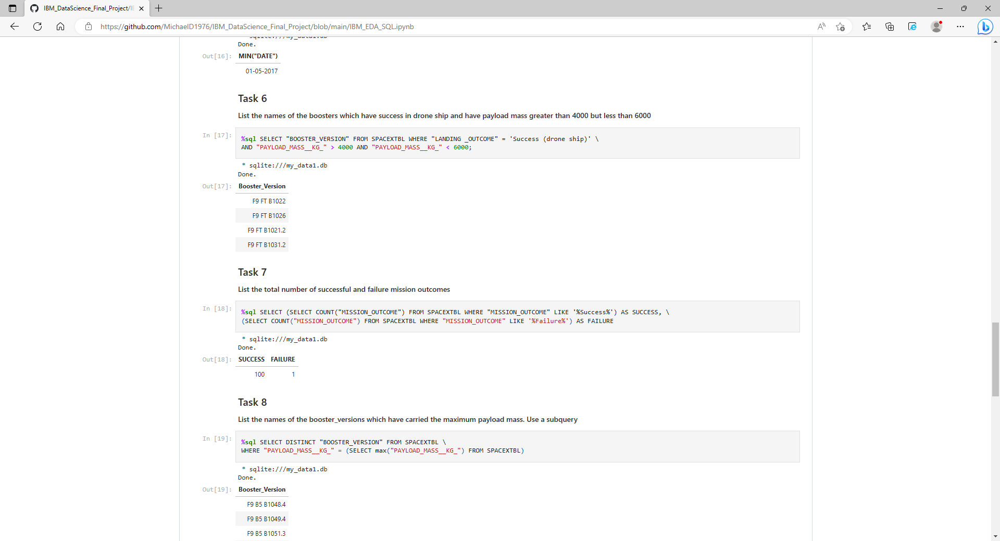 IBM_DataScience_Final_Project/IE
https://github.com/MichaelD1976/IBM_DataScience_Final_Project/blob/main/IBM_EDA_SQL.ipynb
* sqlite:///my_data1.db
Done.
Out[16]: MIN("DATE")
01-05-2017
Task 6
List the names of the boosters which have success in drone ship and have payload mass greater than 4000 but less than 6000
In [17]: %sql SELECT "BOOSTER_VERSION" FROM SPACEXTBL WHERE "LANDING _OUTCOME" = 'Success (drone ship)' \
AND "PAYLOAD_MASS__KG_" > 4000 AND "PAYLOAD_MASS__KG_" < 6000;
* sqlite:///my_data1.db
Done.
Out[17]: Booster_Version
F9 FT B1022
F9 FT B1026
F9 FT B1021.2
F9 FT B1031.2
Task 7
List the total number of successful and failure mission outcomes
In [18]: %sql SELECT (SELECT COUNT("MISSION_OUTCOME") FROM SPACEXTBL WHERE "MISSION_OUTCOME" LIKE '%Success%') AS SUCCESS, \
(SELECT COUNT("MISSION_OUTCOME") FROM SPACEXTBL WHERE "MISSION_OUTCOME" LIKE '%Failure%') AS FAILURE
* sqlite:///my_data1.db
Done.
Out[18]: SUCCESS FAILURE
100 1
Task 8
List the names of the booster_versions which have carried the maximum payload mass. Use a subquery
In [19]: %sql SELECT DISTINCT "BOOSTER_VERSION" FROM SPACEXTBL \
WHERE "PAYLOAD_MASS__KG_" = (SELECT max("PAYLOAD_MASS__KG_") FROM SPACEXTBL)
* sqlite:///my_data1.db
Done.
Out[19]: Booster_Version
F9 B5 B1048.4
F9 B5 B1049.4
F9 B5 B1051.3